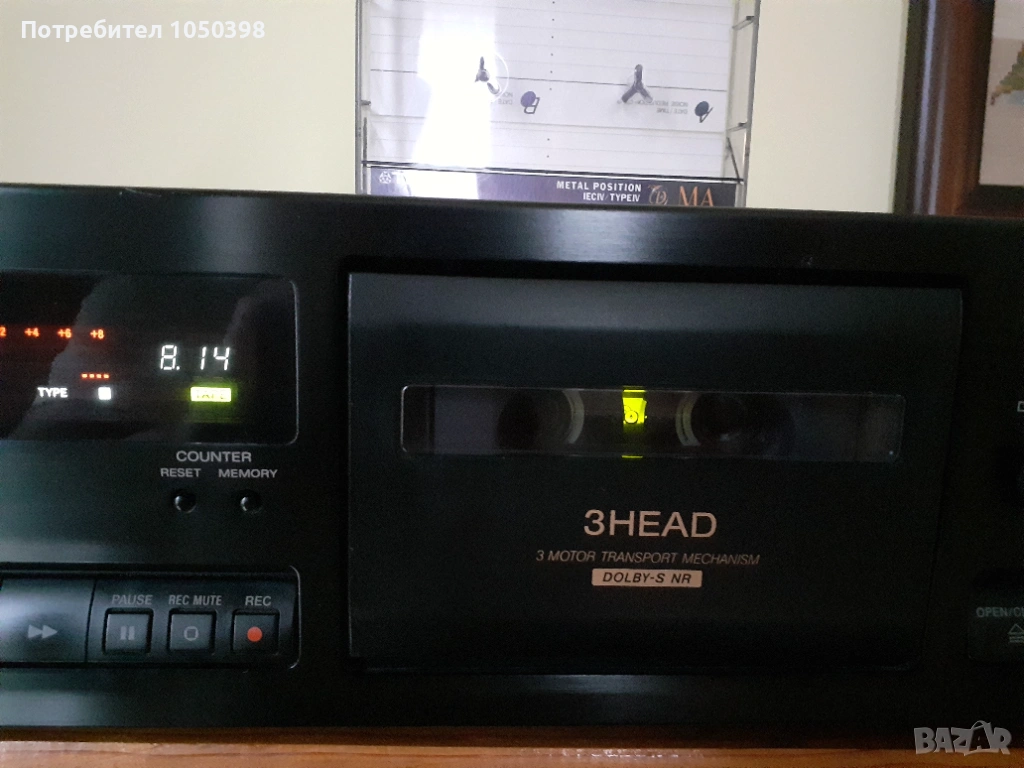 Потребител 1050398
METAL POSITION
IECIV/TYPEIV
MA
+4 +6 +8
8.14
TYPE
COUNTER
RESET MEMORY
3HEAD
3 MOTOR TRANSPORT MECHANISM
DOLBY-S NR
PAUSE REC MUTE REC
BAZAR